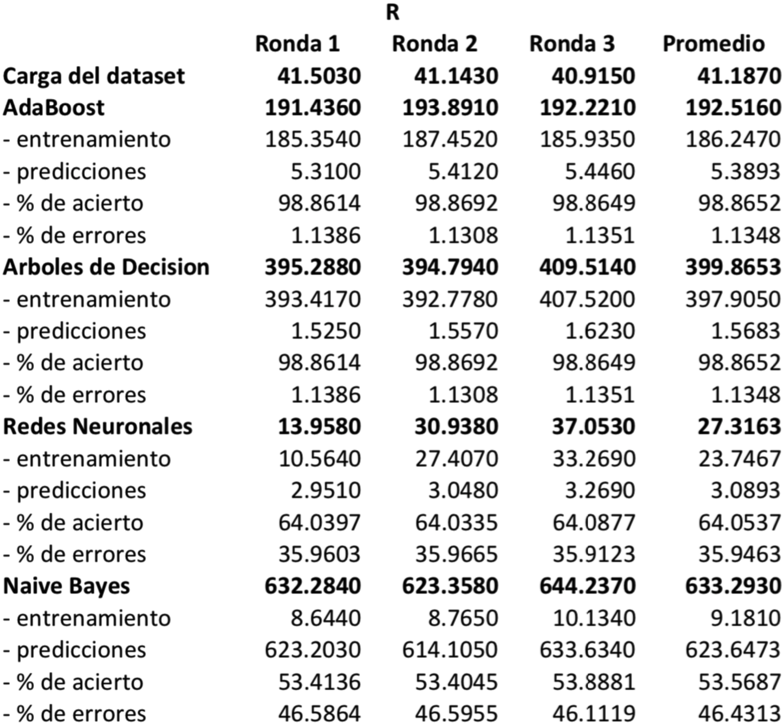 R
Ronda 1 Ronda 2 Ronda 3 Promedio
Carga del dataset 41.5030 41.1430 40.9150 41.1870
AdaBoost 191.4360 193.8910 192.2210 192.5160
- entrenamiento 185.3540 187.4520 185.9350 186.2470
- predicciones 5.3100 5.4120 5.4460 5.3893
- % de acierto 98.8614 98.8692 98.8649 98.8652
- % de errores 1.1386 1.1308 1.1351 1.1348
Arboles de Decision 395.2880 394.7940 409.5140 399.8653
- entrenamiento 393.4170 392.7780 407.5200 397.9050
- predicciones 1.5250 1.5570 1.6230 1.5683
- % de acierto 98.8614 98.8692 98.8649 98.8652
- % de errores 1.1386 1.1308 1.1351 1.1348
Redes Neuronales 13.9580 30.9380 37.0530 27.3163
- entrenamiento 10.5640 27.4070 33.2690 23.7467
- predicciones 2.9510 3.0480 3.2690 3.0893
- % de acierto 64.0397 64.0335 64.0877 64.0537
- % de errores 35.9603 35.9665 35.9123 35.9463
Naive Bayes 632.2840 623.3580 644.2370 633.2930
- entrenamiento 8.6440 8.7650 10.1340 9.1810
- predicciones 623.2030 614.1050 633.6340 623.6473
- % de acierto 53.4136 53.4045 53.8881 53.5687
- % de errores 46.5864 46.5955 46.1119 46.4313